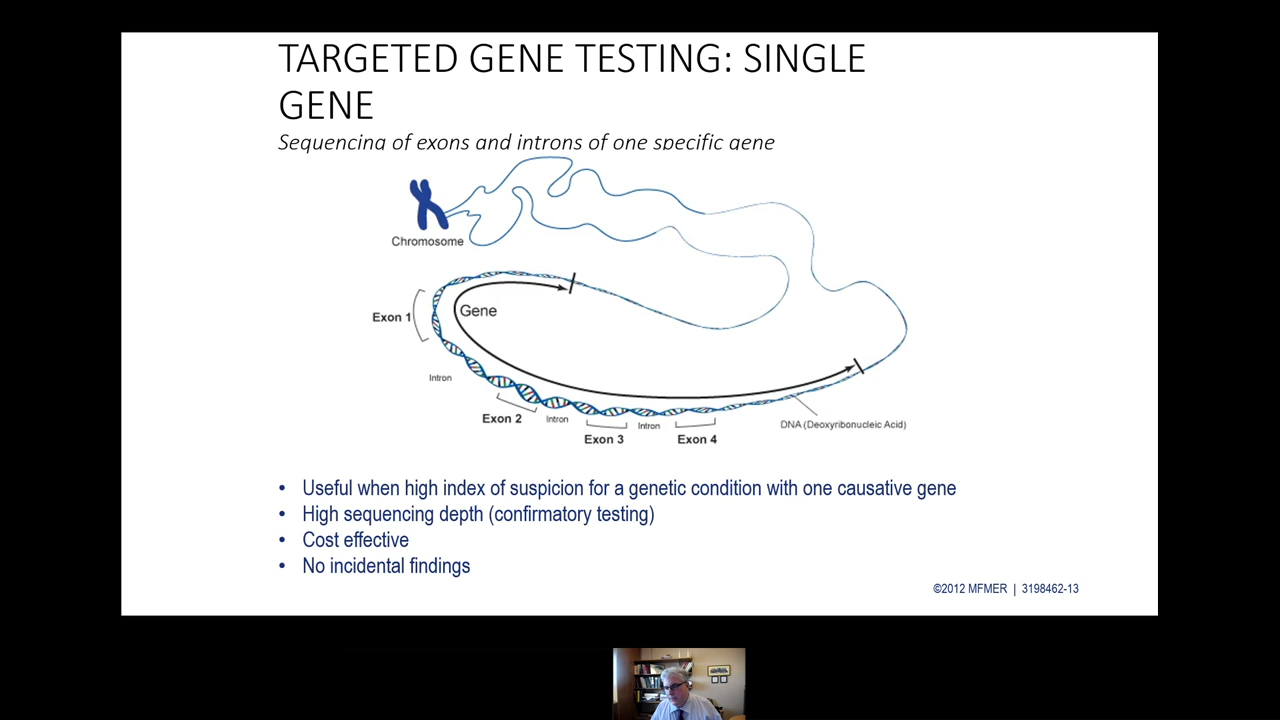 TARGETED GENE TESTING: SINGLE
GENE
Sequencing of exons and introns of one specific gene
Chromosome
Gene
Exon 1
Intron
Exon 2
Intron
Exon 3
Intron
Exon 4
DNA (Deoxyribonucleic Acid)
• Useful when high index of suspicion for a genetic condition with one causative gene
• High sequencing depth (confirmatory testing)
• Cost effective
• No incidental findings
©2012 MFMER | 3198462-13